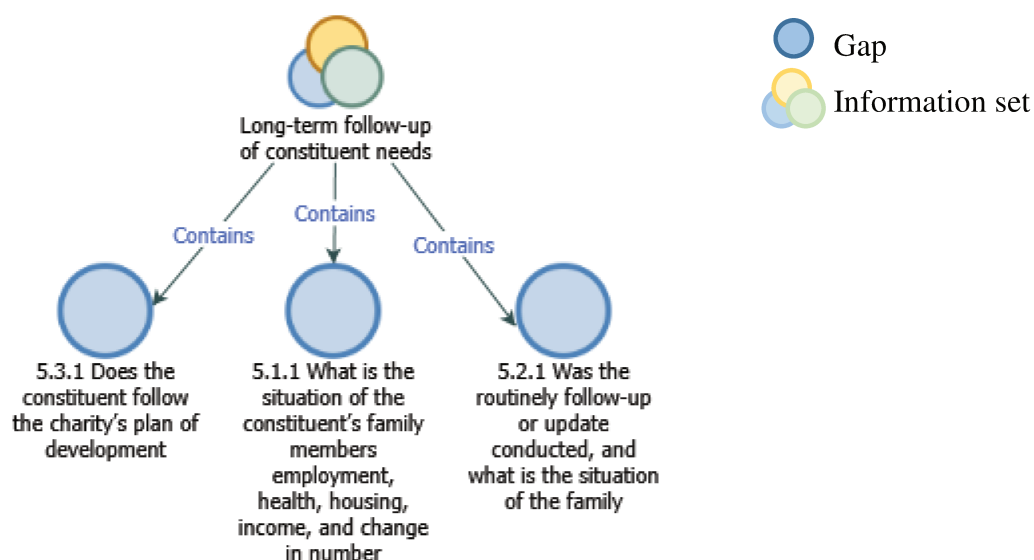 Gap
Information set
Long-term follow-up
of constituent needs
Contains
Contains
Contains
5.3.1 Does the
constituent follow
the charity's plan of
development
5.1.1 What is the
situation of the
constituent's family
members
employment,
health, housing,
income, and change
in number
5.2.1 Was the
routinely follow-up
or update
conducted, and
what is the situation
of the family